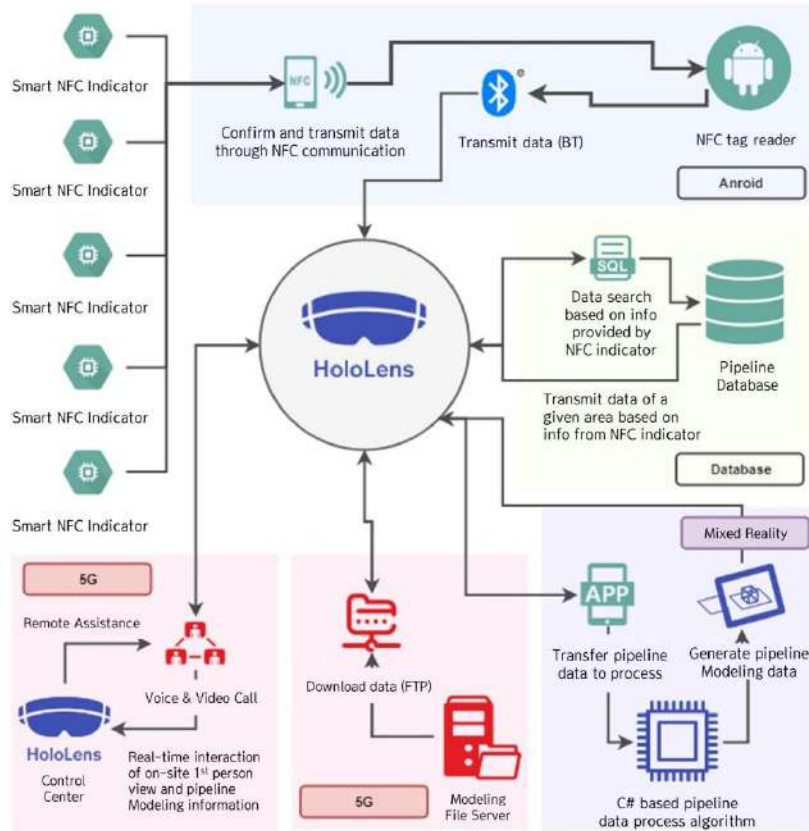 Smart NFC Indicator
Smart NFC Indicator
Smart NFC Indicator
Smart NFC Indicator
Smart NFC Indicator
NFC
Confirm and transmit data
through NFC communication
®
Transmit data (BT)
NFC tag reader
Anroid
HoloLens
SQL
Data search
based on info
provided by
NFC indicator
Pipeline
Database
Transmit data of a
given area based on
info from NFC indicator
Database
5G
Remote Assistance
Voice & Video Call
HoloLens
Control
Center
Real-time interaction
of on-site 1st person
view and pipeline
Modeling information
Download data (FTP)
5G
Modeling
File Server
Mixed Reality
APP
Transfer pipeline
data to process
Generate pipeline
Modeling data
C# based pipeline
data process algorithm